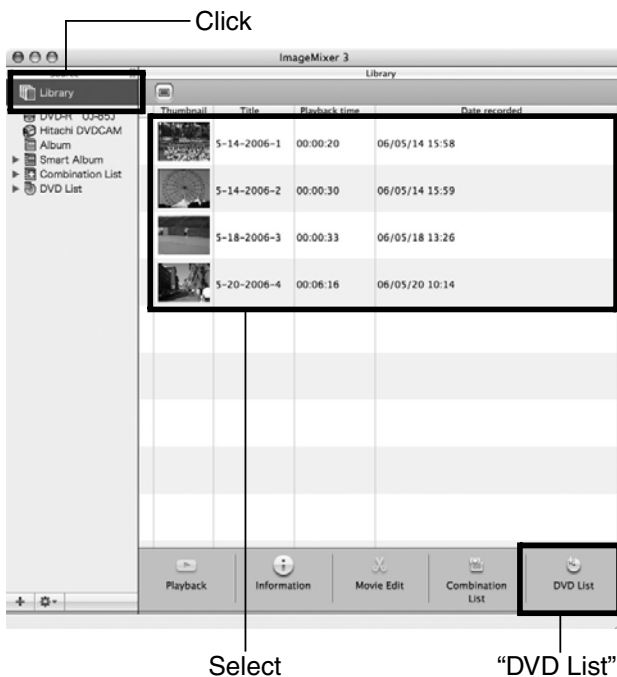 Click
ImageMixer 3
Library
Library
Thumbnail Title Playback time Date recorded
DVD-R UJ-85J
Hitachi DVDCAM
Album
Smart Album
Combination List
DVD List
5-14-2006-1 00:00:20 06/05/14 15:58
5-14-2006-2 00:00:30 06/05/14 15:59
5-18-2006-3 00:00:33 06/05/18 13:26
5-20-2006-4 00:06:16 06/05/20 10:14
Playback
Information
Movie Edit
Combination
List
DVD List
Select
“DVD List”